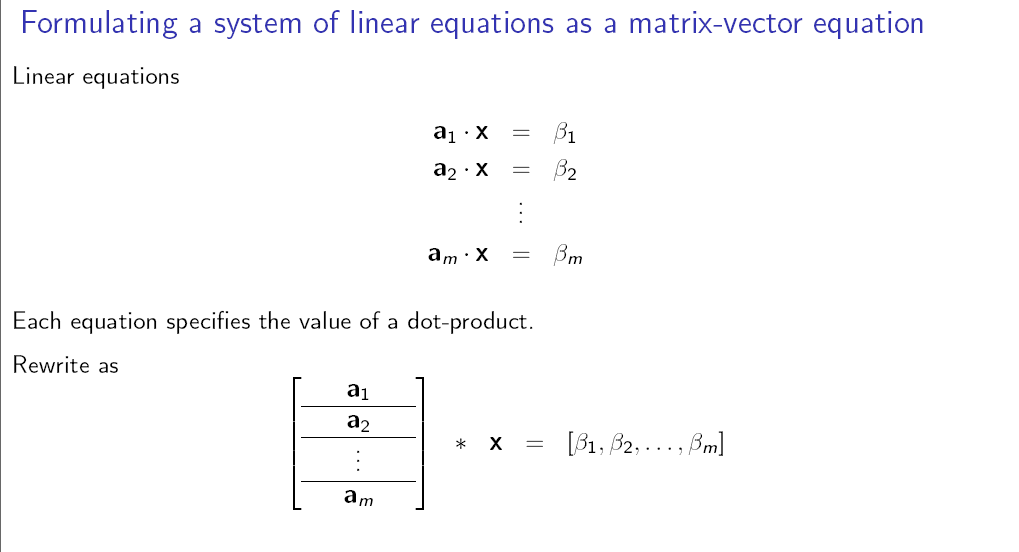 Formulating a system of linear equations as a matrix-vector equation
Linear equations
a₁ · x = β₁
a₂ · x = β₂
⋮
aₘ · x = βₘ
Each equation specifies the value of a dot-product.
Rewrite as
a₁
a₂
⋮
aₘ
* x = [β₁, β₂, . . . , βₘ]